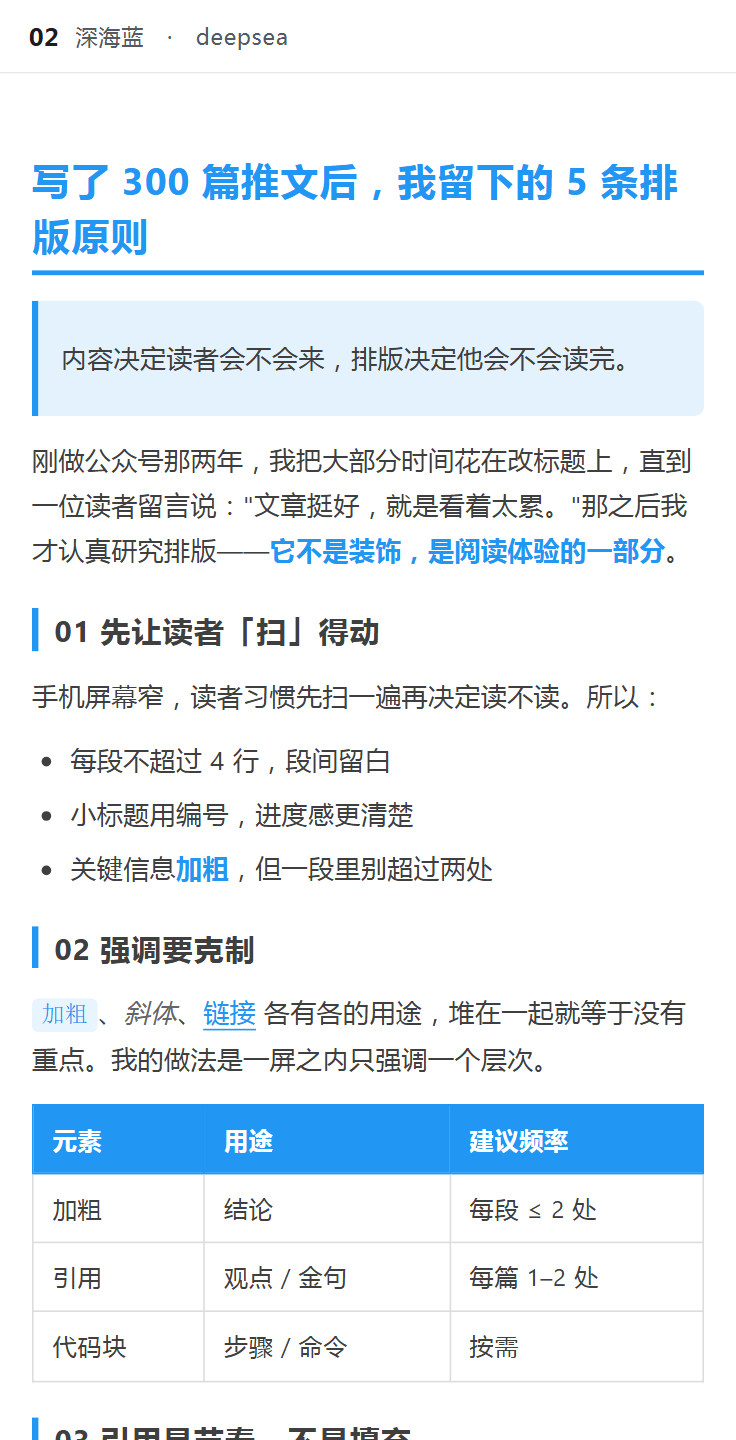 02 深海蓝 · deepsea
写了 300 篇推文后，我留下的 5 条排
版原则
内容决定读者会不会来，排版决定他会不会读完。
刚做公众号那两年，我把大部分时间花在改标题上，直到
一位读者留言说："文章挺好，就是看着太累。"那之后我
才认真研究排版——它不是装饰，是阅读体验的一部分。
01 先让读者「扫」得动
手机屏幕窄，读者习惯先扫一遍再决定读不读。所以：
• 每段不超过 4 行，段间留白
• 小标题用编号，进度感更清楚
• 关键信息加粗，但一段里别超过两处
02 强调要克制
加粗、斜体、链接 各有各的用途，堆在一起就等于没有
重点。我的做法是一屏之内只强调一个层次。
元素 用途 建议频率
加粗 结论 每段 ≤ 2 处
引用 观点 / 金句 每篇 1–2 处
代码块 步骤 / 命令 按需
03 引用是节奏，不是填充